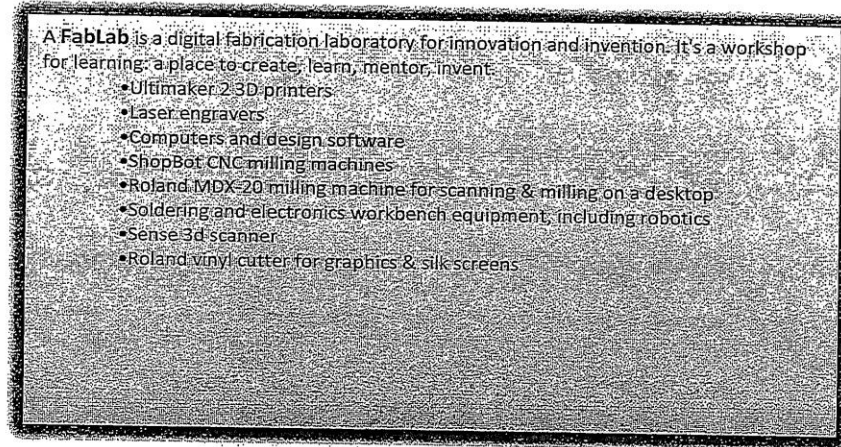 A FabLab is a digital fabrication laboratory for innovation and invention. It's a workshop
for learning: a place to create, learn, mentor, invent.
•Ultimaker 2 3D printers
•Laser engravers
•Computers and design software
•ShopBot CNC milling machines
•Roland MDX-20 milling machine for scanning & milling on a desktop
•Soldering and electronics workbench equipment, including robotics
•Sense 3d scanner
•Roland vinyl cutter for graphics & silk screens